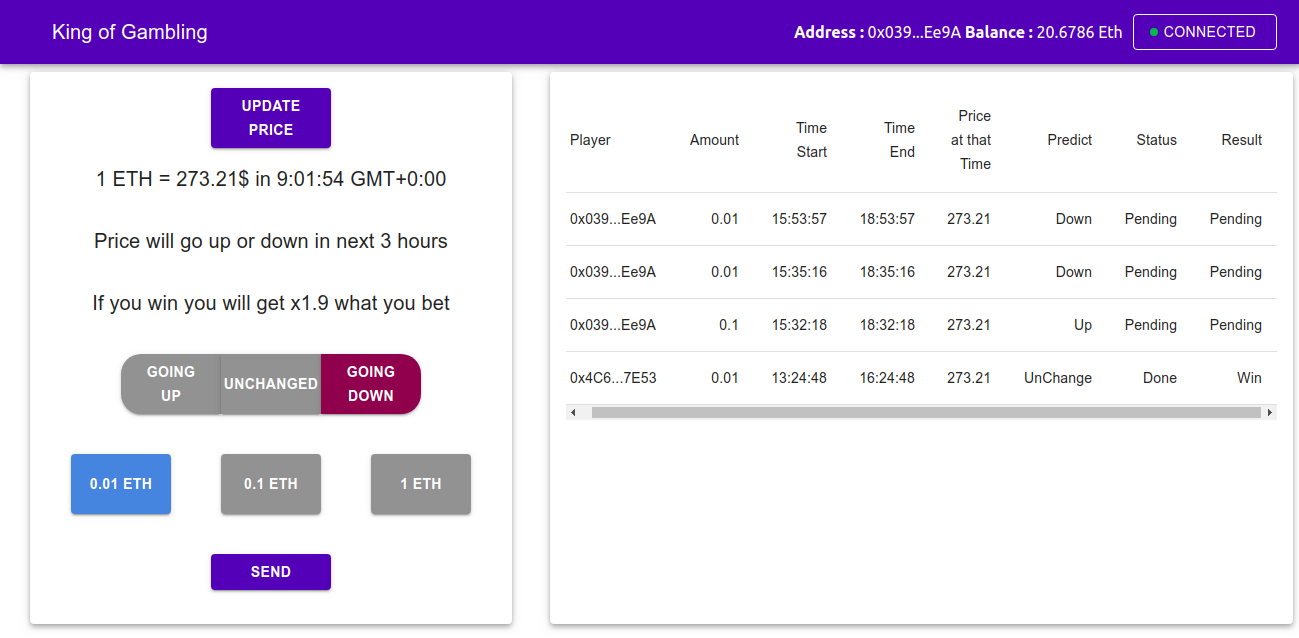 King of Gambling
Address : 0x039...Ee9A Balance : 20.6786 Eth
CONNECTED
UPDATE
PRICE
1 ETH = 273.21$ in 9:01:54 GMT+0:00
Price will go up or down in next 3 hours
If you win you will get x1.9 what you bet
GOING
UP
UNCHANGED
GOING
DOWN
0.01 ETH
0.1 ETH
1 ETH
SEND
Player
Amount
Time
Start
Time
End
Price
at that
Time
Predict
Status
Result
0x039...Ee9A 0.01 15:53:57 18:53:57 273.21 Down Pending Pending
0x039...Ee9A 0.01 15:35:16 18:35:16 273.21 Down Pending Pending
0x039...Ee9A 0.1 15:32:18 18:32:18 273.21 Up Pending Pending
0x4C6...7E53 0.01 13:24:48 16:24:48 273.21 UnChange Done Win